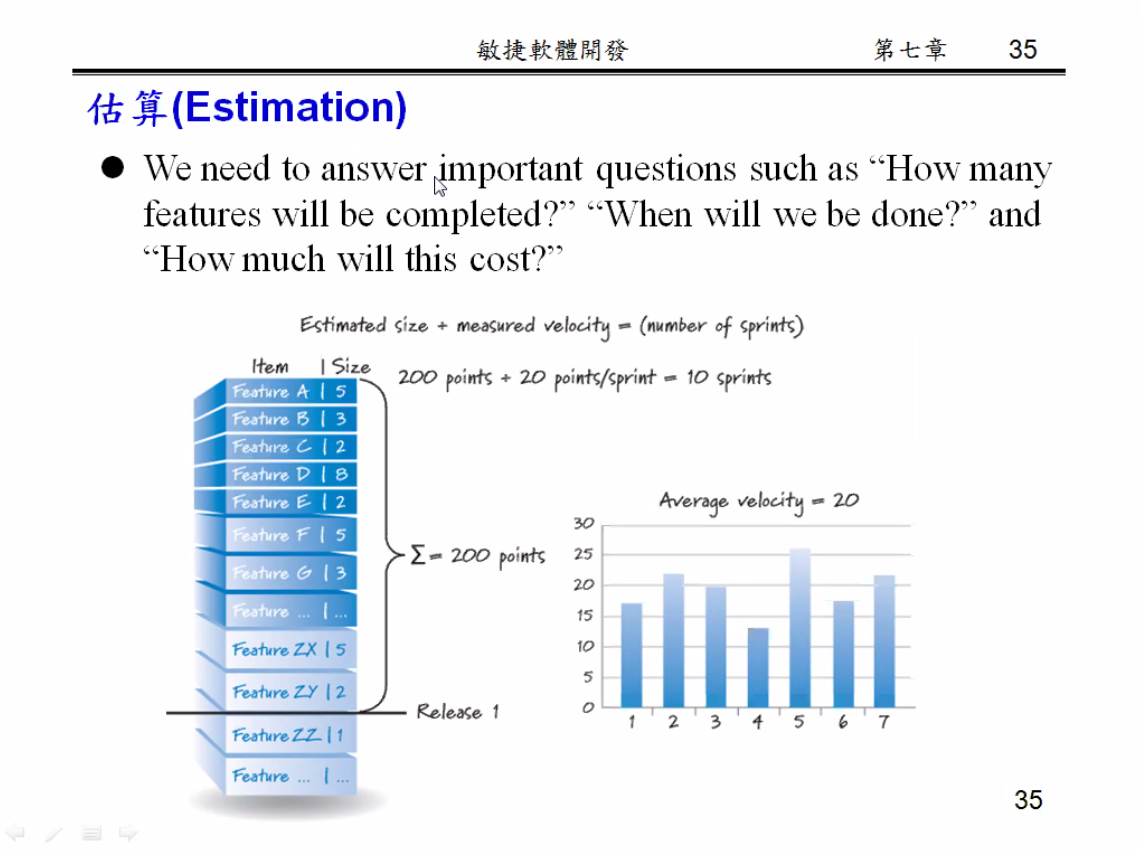 敏捷軟體開發 第七章 35
估算(Estimation)
● We need to answer important questions such as “How many
features will be completed?” “When will we be done?” and
“How much will this cost?”
Estimated size ÷ measured velocity = (number of sprints)
Item | Size
200 points ÷ 20 points/sprint = 10 sprints
Feature A | 5
Feature B | 3
Feature C | 2
Feature D | 8
Feature E | 2
Feature F | 5
Feature G | 3
Feature ... | ...
Feature ZX | 5
Feature ZY | 2
Feature ZZ | 1
Feature ... | ...
Σ = 200 points
Release 1
Average velocity = 20
30
25
20
15
10
5
0
1 2 3 4 5 6 7
35